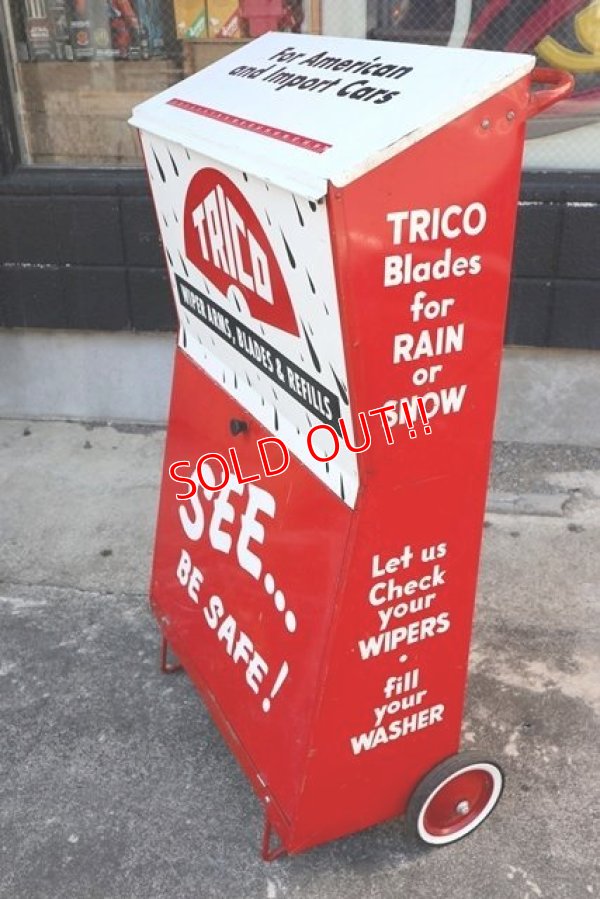 For American
and Import Cars
TRICO
WIPER ARMS, BLADES & REFILLS
SEE...
BE SAFE!
TRICO
Blades
for
RAIN
or
SNOW
SOLD OUT!!
Let us
Check
your
WIPERS
•
fill
your
WASHER